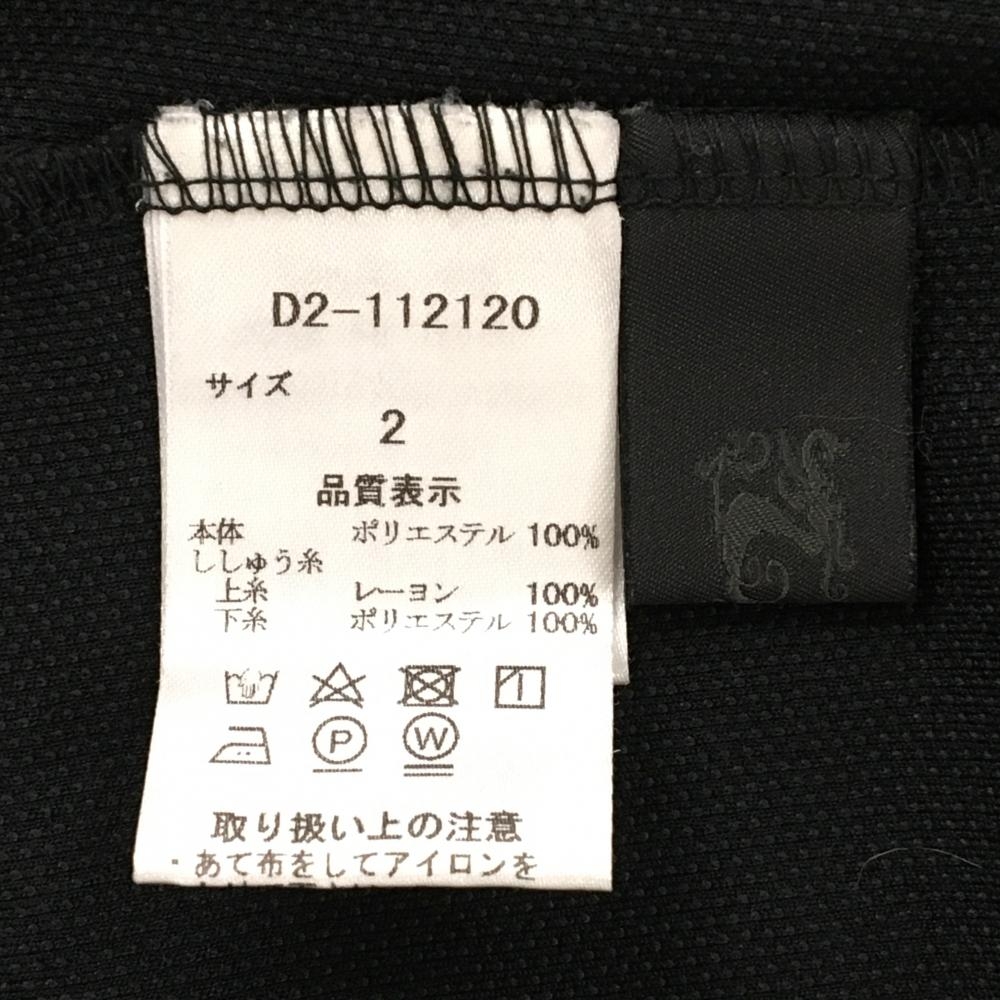 D2-112120
サイズ
2
品質表示
本体 ポリエステル 100%
ししゅう糸
上糸 レーヨン 100%
下糸 ポリエステル 100%
P W
取り扱い上の注意
・あて布をしてアイロンを